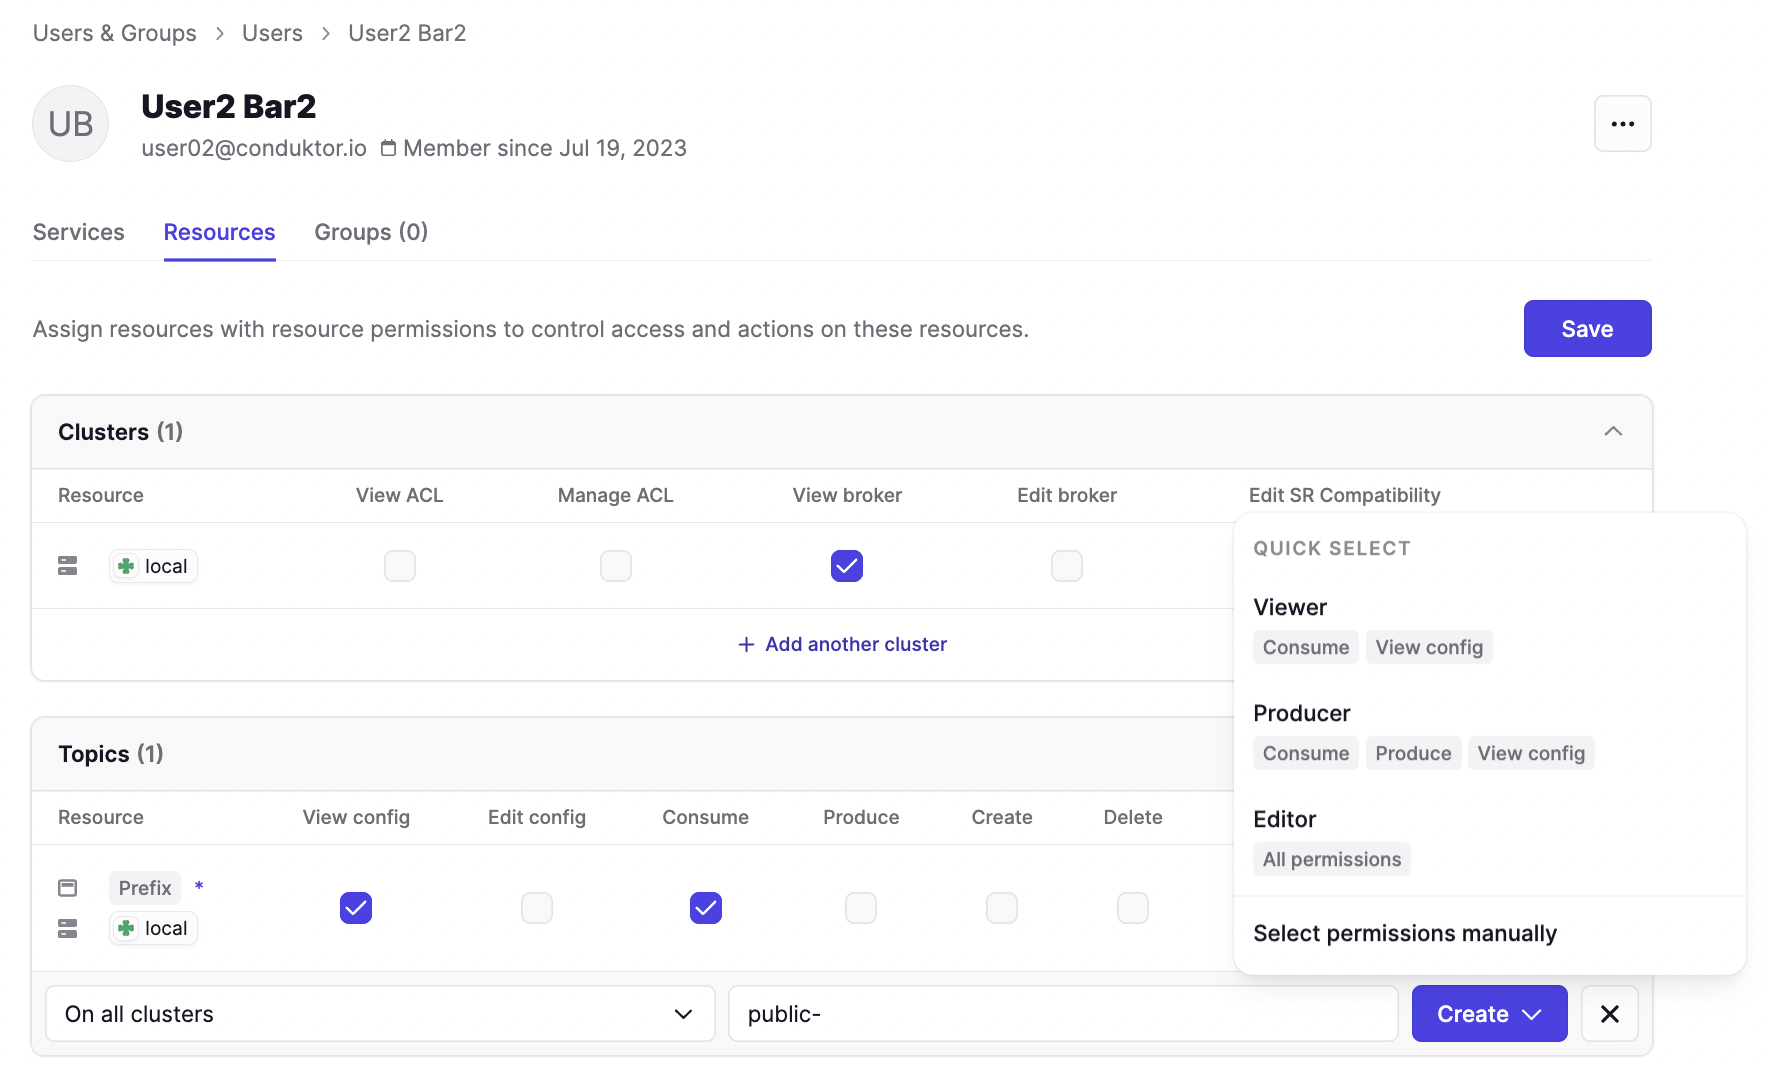 Users & Groups > Users > User2 Bar2
UB
User2 Bar2
user02@conduktor.io Member since Jul 19, 2023
Services Resources Groups (0)
Assign resources with resource permissions to control access and actions on these resources.
Save
Clusters (1)
Resource View ACL Manage ACL View broker Edit broker Edit SR Compatibility
local
+ Add another cluster
QUICK SELECT
Viewer
Consume View config
Producer
Consume Produce View config
Editor
All permissions
Select permissions manually
Topics (1)
Resource View config Edit config Consume Produce Create Delete
Prefix *
local
On all clusters public- Create